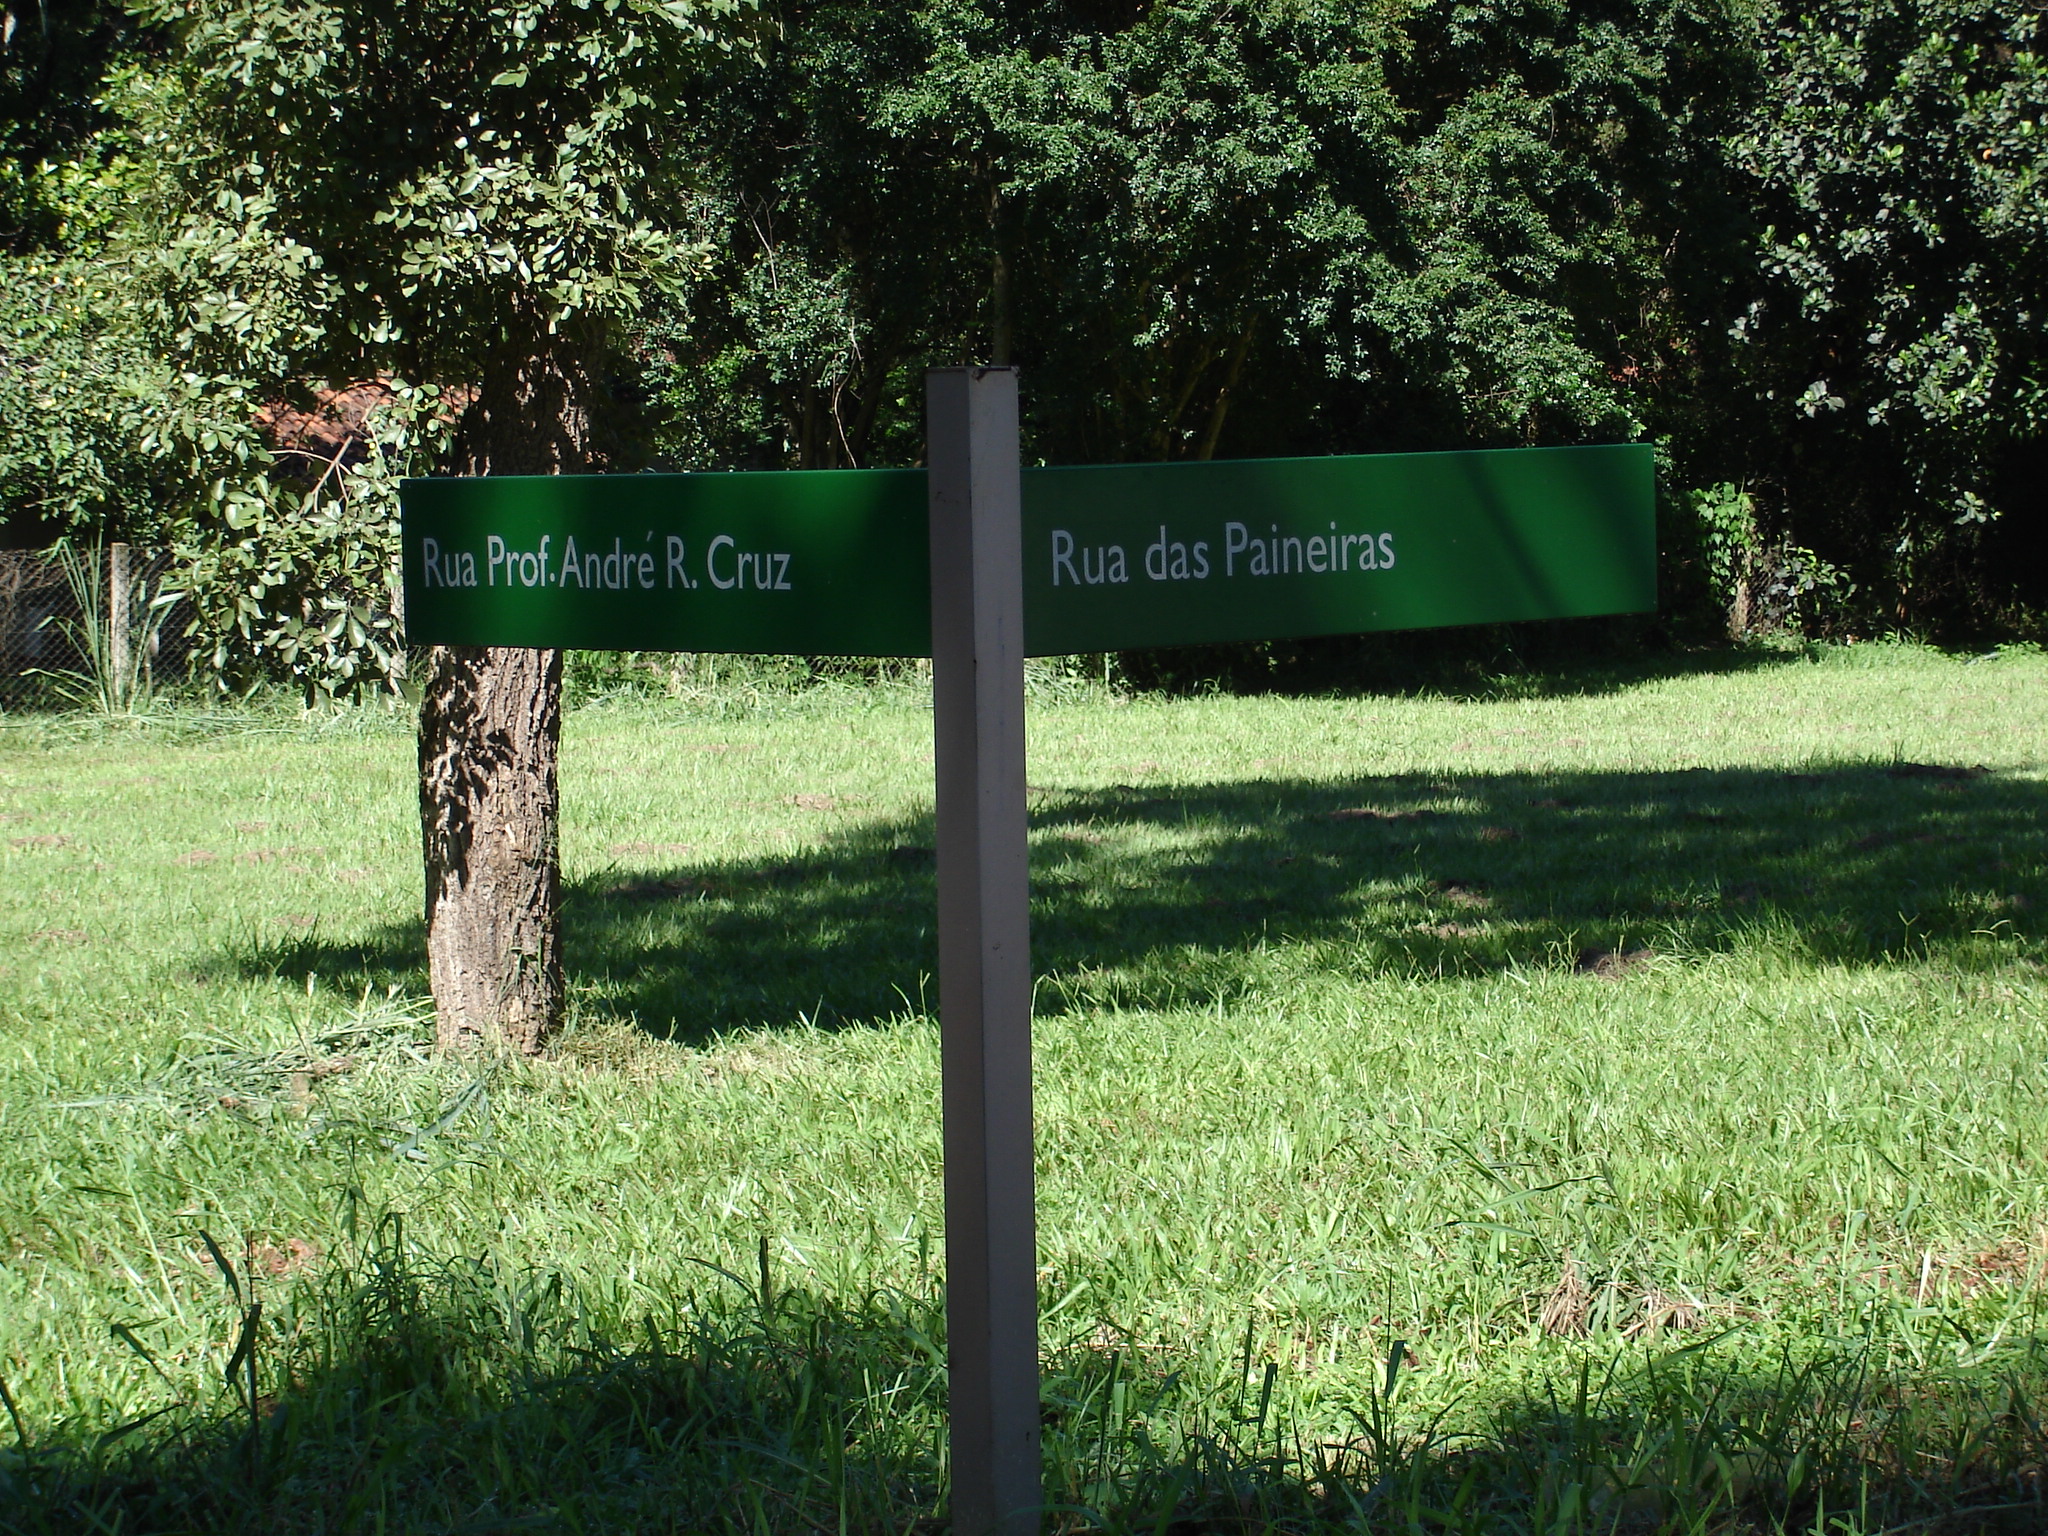 Rua Prof. André R. Cruz
Rua das Paineiras